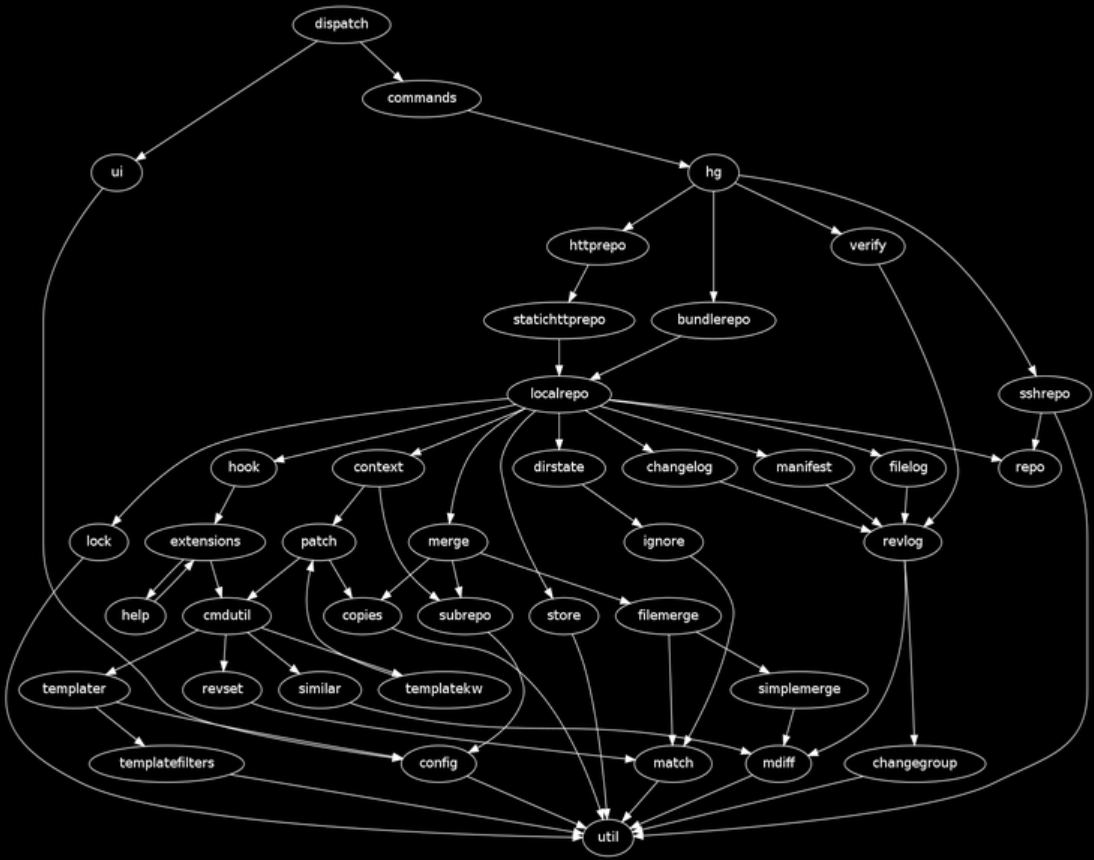 dispatch
commands
ui
hg
httprepo
verify
statichttprepo
bundlerepo
localrepo
sshrepo
hook
context
dirstate
changelog
manifest
filelog
repo
lock
extensions
patch
merge
ignore
revlog
help
cmdutil
copies
subrepo
store
filemerge
templater
revset
similar
templatekw
simplemerge
templatefilters
config
match
mdiff
changegroup
util